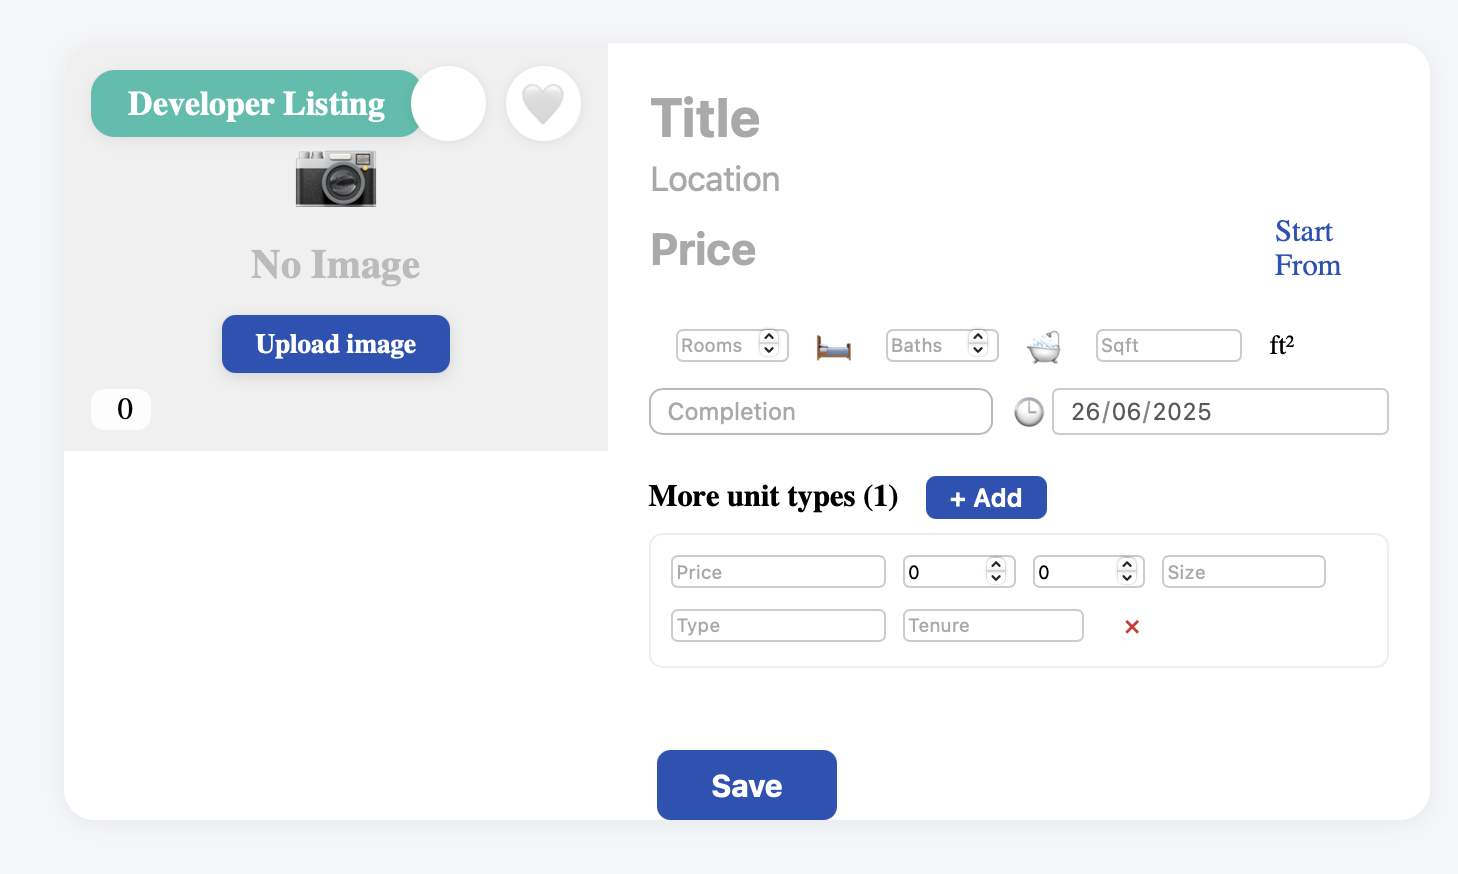 Developer Listing
No Image
Upload image
0
Title
Location
Price
Start
From
Rooms
Baths
Sqft
ft²
Completion
26/06/2025
More unit types (1)
+ Add
Price
0
0
Size
Type
Tenure
×
Save